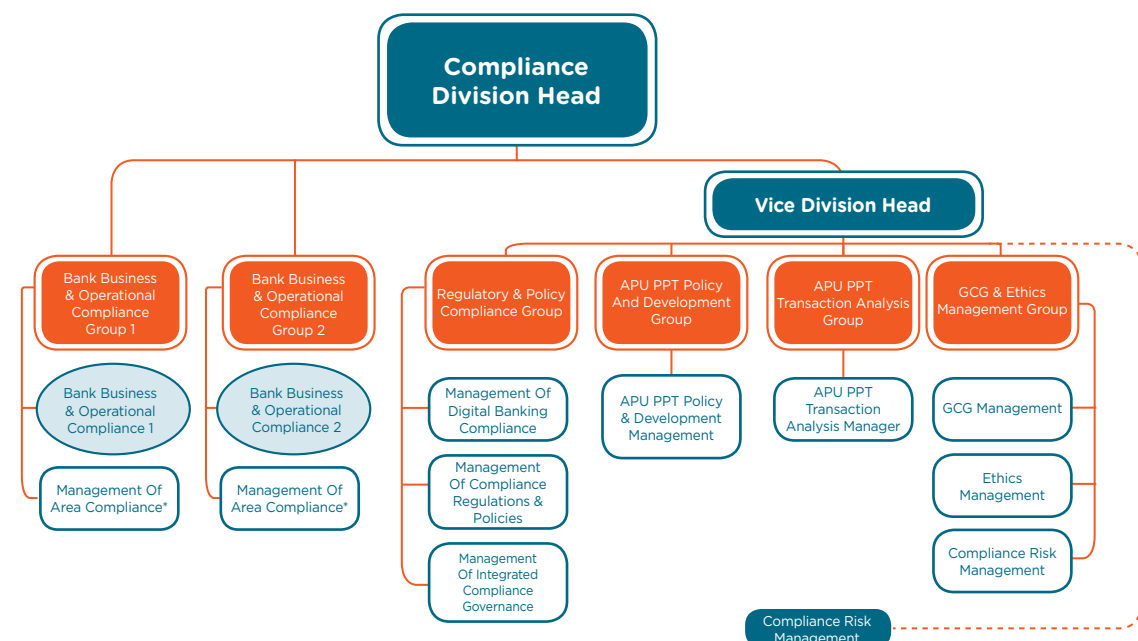 Compliance
Division Head
Vice Division Head
Bank Business
& Operational
Compliance
Group 1
Bank Business
& Operational
Compliance
Group 2
Regulatory & Policy
Compliance Group
APU PPT Policy
And Development
Group
APU PPT
Transaction Analysis
Group
GCG & Ethics
Management Group
Bank Business
& Operational
Compliance 1
Bank Business
& Operational
Compliance 2
Management Of
Digital Banking
Compliance
APU PPT Policy
& Development
Management
APU PPT
Transaction
Analysis Manager
GCG Management
Management Of
Area Compliance*
Management Of
Area Compliance*
Management
Of Compliance
Regulations &
Policies
Ethics
Management
Management
Of Integrated
Compliance
Governance
Compliance Risk
Management
Compliance Risk
Management